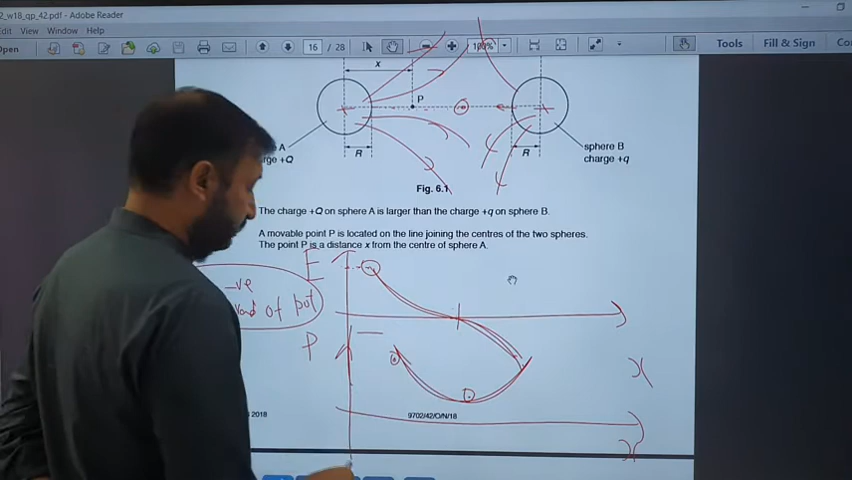 2_w18_qp_42.pdf - Adobe Reader
Edit View Window Help
Open 16 / 28 Tools Fill & Sign
x
P
A
+Q
R
R
sphere B
charge +q
Fig. 6.1
The charge +Q on sphere A is larger than the charge +q on sphere B.
A movable point P is located on the line joining the centres of the two spheres.
The point P is a distance x from the centre of sphere A.
E
-ve
of pot
P
x
2018
9702/42/O/N/18
x